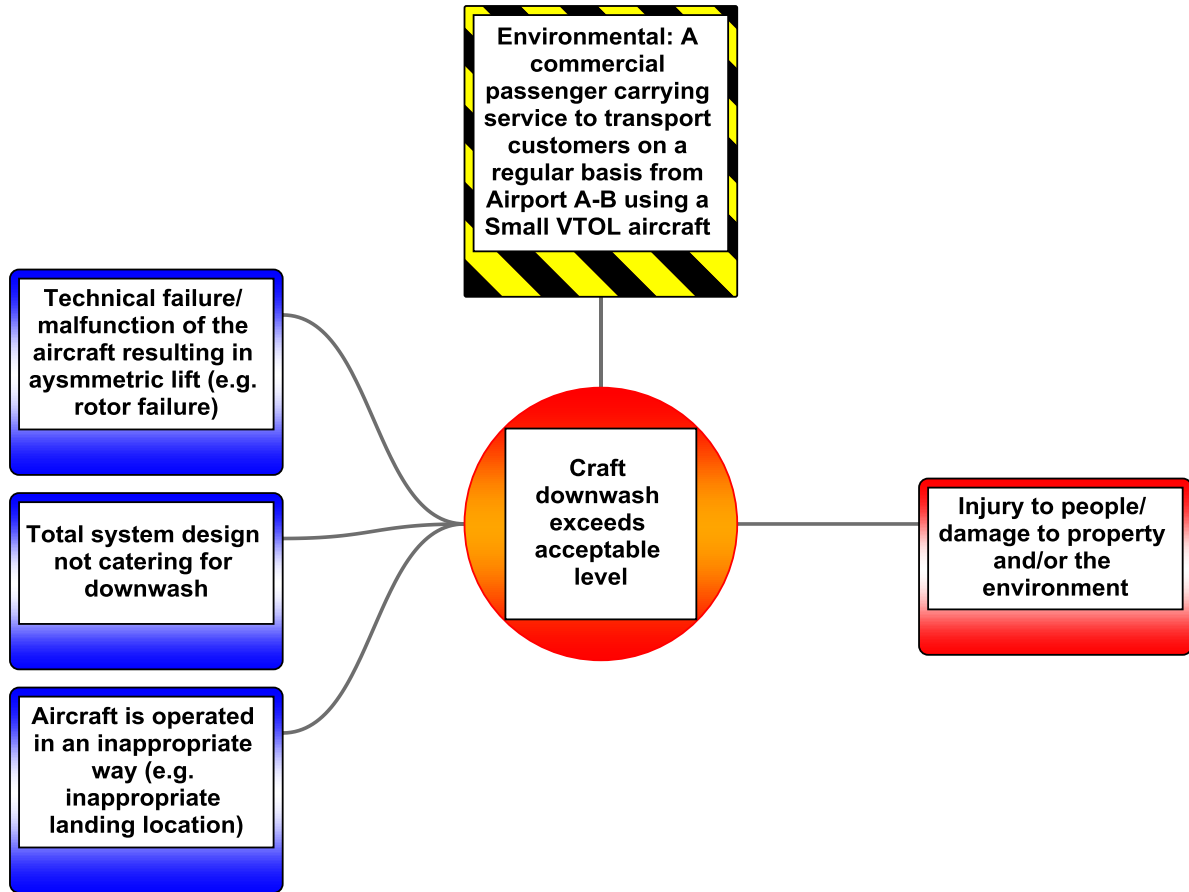 Environmental: A
commercial
passenger carrying
service to transport
customers on a
regular basis from
Airport A-B using a
Small VTOL aircraft
Technical failure/
malfunction of the
aircraft resulting in
aysmmetric lift (e.g.
rotor failure)
Total system design
not catering for
downwash
Aircraft is operated
in an inappropriate
way (e.g.
inappropriate
landing location)
Craft
downwash
exceeds
acceptable
level
Injury to people/
damage to property
and/or the
environment